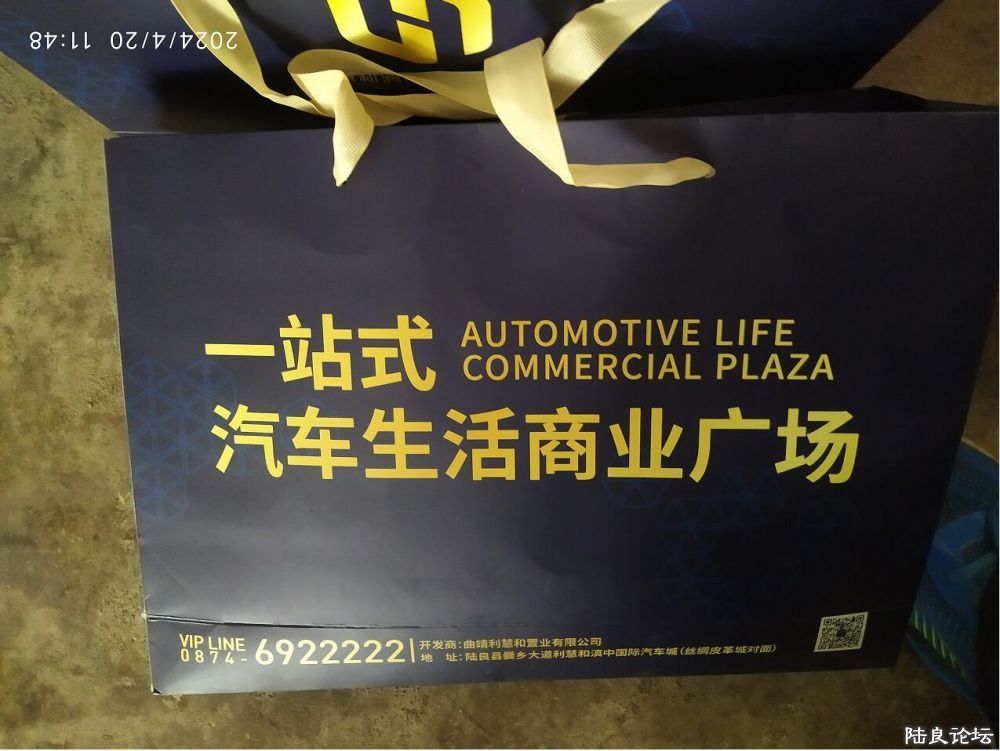 2024/4/20 11:48
一站式
AUTOMOTIVE LIFE
COMMERCIAL PLAZA
汽车生活商业广场
VIP LINE
0874-6922222
开发商:曲靖利慧和置业有限公司
地 址:陆良县爨乡大道利慧和滇中国际汽车城(丝绸皮革城对面)
陆良论坛